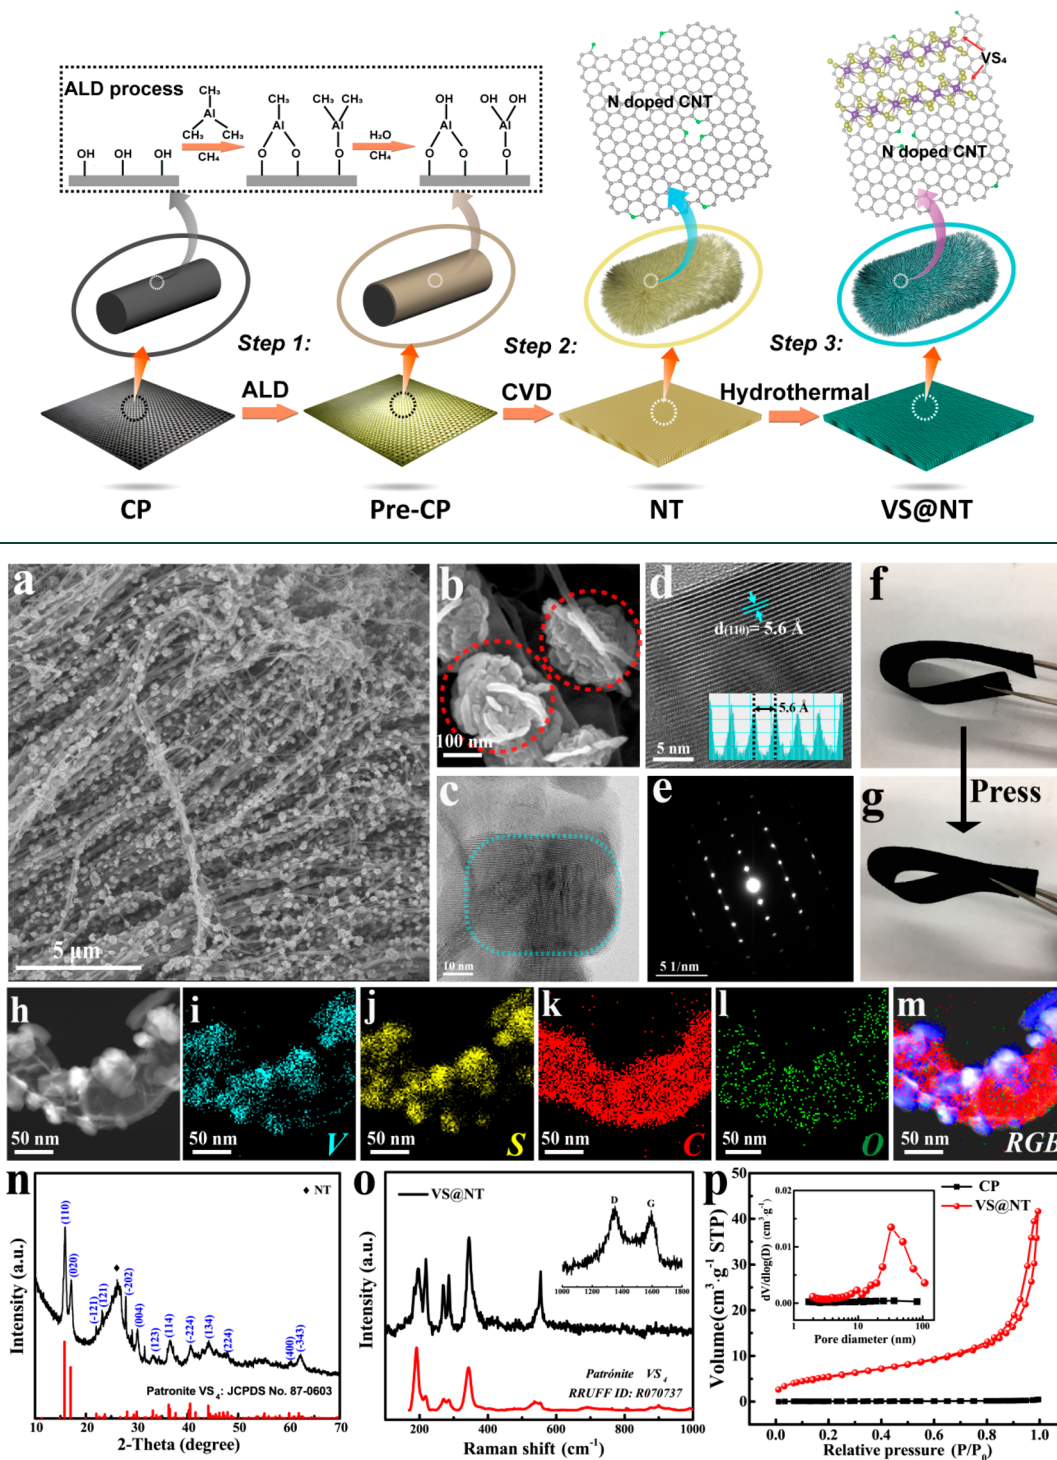 ALD process
CH₃
Al
CH₃ CH₃
CH₄
OH OH OH
CH₃
Al
O O
CH₃ CH₃
Al
O
H₂O
CH₄
OH
Al
O O
OH OH
Al
O
N doped CNT
VS₄
N doped CNT
Step 1:
ALD
Step 2:
CVD
Step 3:
Hydrothermal
CP
Pre-CP
NT
VS@NT
a
5 μm
b
100 nm
c
10 nm
d
d(110)= 5.6 Å
5.6 Å
5 nm
e
5 1/nm
f
Press
g
h
50 nm
i
50 nm
V
j
50 nm
S
k
50 nm
C
l
50 nm
O
m
50 nm
RGB
n
♦ NT
(110)
(020)
(-121)
(121)
(-202)
(004)
(123)
(114)
(-224)
(134)
(224)
(400)
(-343)
Patronite VS₄: JCPDS No. 87-0603
Intensity (a.u.)
10 20 30 40 50 60 70
2-Theta (degree)
o
VS@NT
D
G
1000 1200 1400 1600 1800
Patrónite VS₄
RRUFF ID: R070737
Intensity (a.u.)
200 400 600 800 1000
Raman shift (cm⁻¹)
p
CP
VS@NT
0.02
0.01
0.00
dV/dlog(D) (cm³·g⁻¹)
1 10 100
Pore diameter (nm)
50
40
30
20
10
0
Volume(cm³·g⁻¹ STP)
0.0 0.2 0.4 0.6 0.8 1.0
Relative pressure (P/P₀)